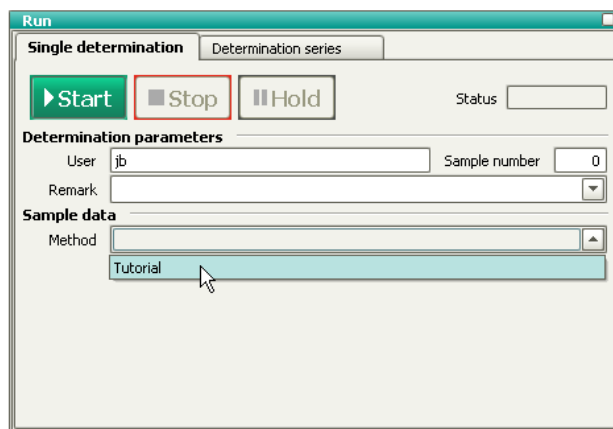 Run
Single determination Determination series
Start Stop Hold Status
Determination parameters
User jb Sample number 0
Remark
Sample data
Method
Tutorial